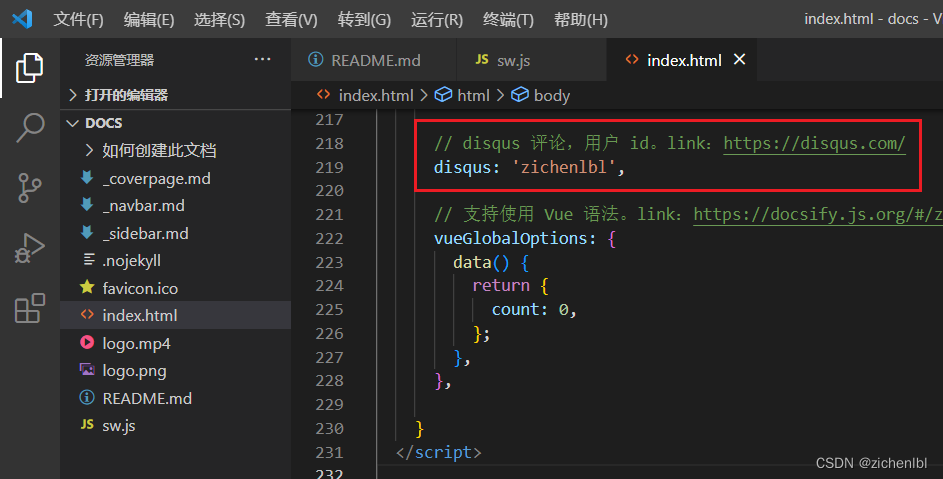 文件(F) 编辑(E) 选择(S) 查看(V) 转到(G) 运行(R) 终端(T) 帮助(H) index.html - docs - V
资源管理器 ···
README.md JS sw.js index.html
打开的编辑器
index.html > html > body
DOCS
如何创建此文档
_coverpage.md
_navbar.md
_sidebar.md
.nojekyll
favicon.ico
index.html
logo.mp4
logo.png
README.md
JS sw.js
217
218 // disqus 评论，用户 id。link：https://disqus.com/
219 disqus: 'zichenlbl',
220
221 // 支持使用 Vue 语法。link：https://docsify.js.org/#/z
222 vueGlobalOptions: {
223 data() {
224 return {
225 count: 0,
226 };
227 },
228 },
229
230 }
231 </script>
232
CSDN @zichenlbl